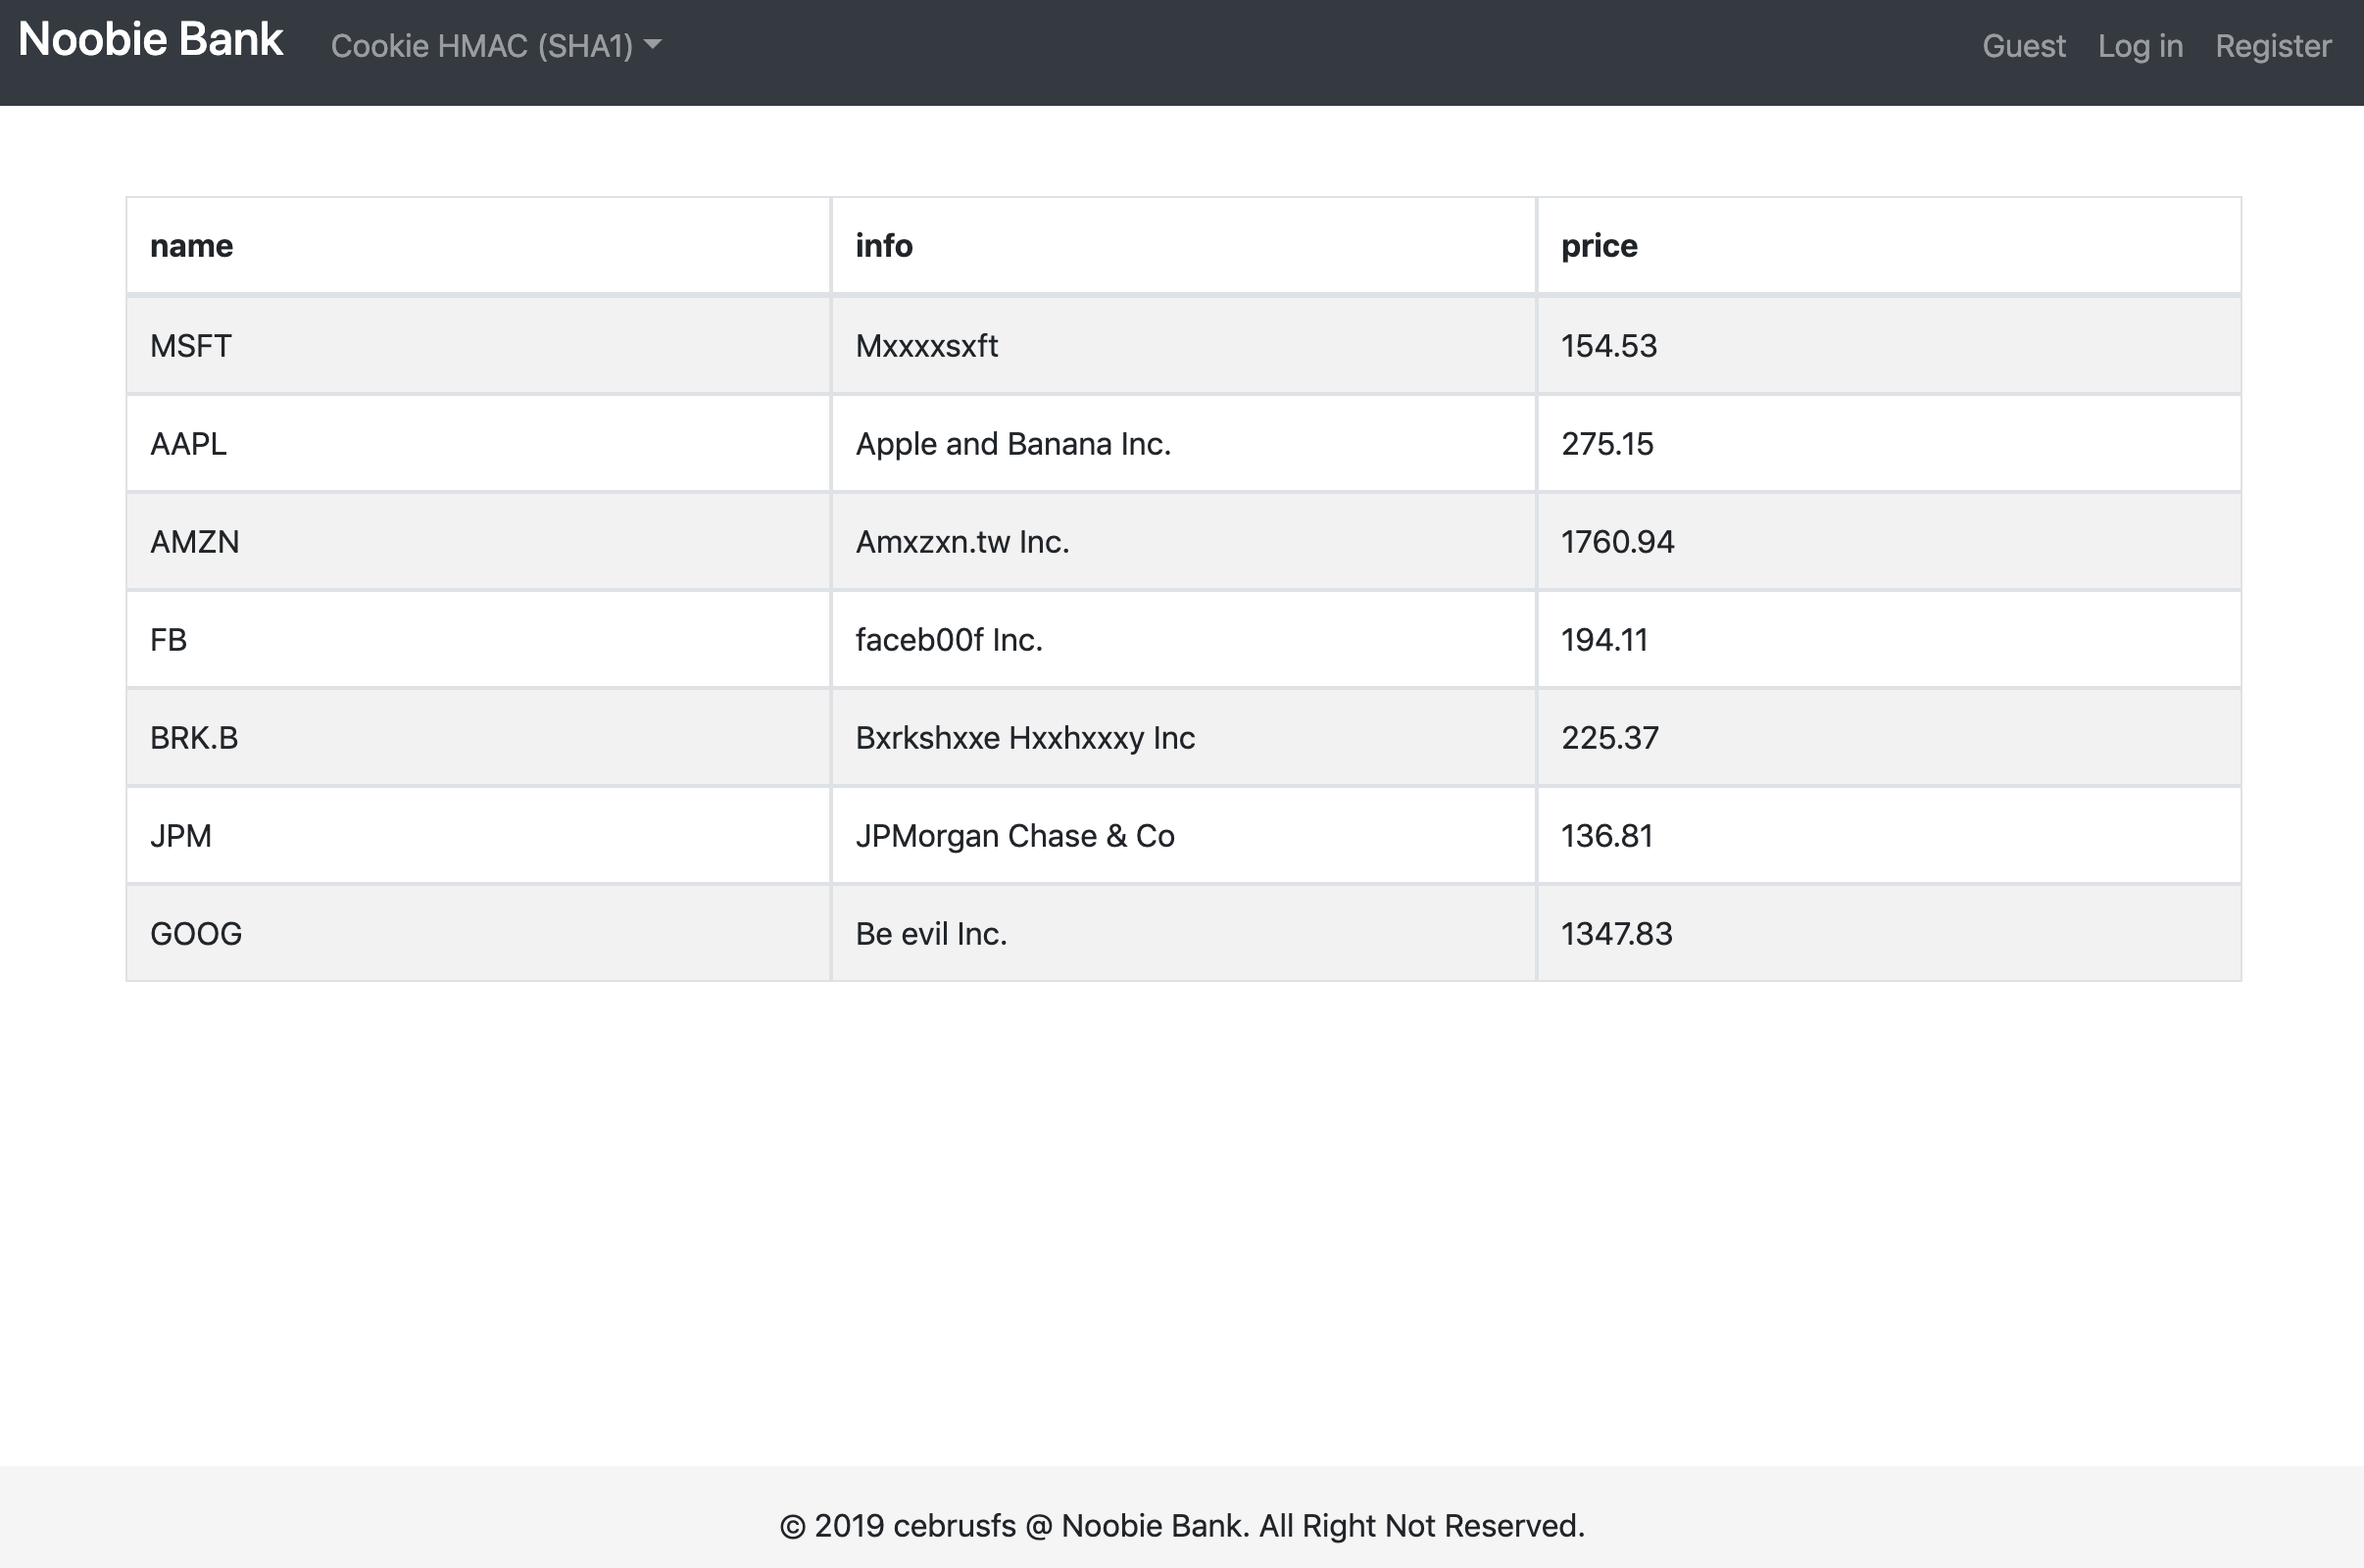 Noobie Bank Cookie HMAC (SHA1) Guest Log in Register
name info price
MSFT Mxxxxsxft 154.53
AAPL Apple and Banana Inc. 275.15
AMZN Amxzxn.tw Inc. 1760.94
FB faceb00f Inc. 194.11
BRK.B Bxrkshxxe Hxxhxxxy Inc 225.37
JPM JPMorgan Chase & Co 136.81
GOOG Be evil Inc. 1347.83
© 2019 cebrusfs @ Noobie Bank. All Right Not Reserved.